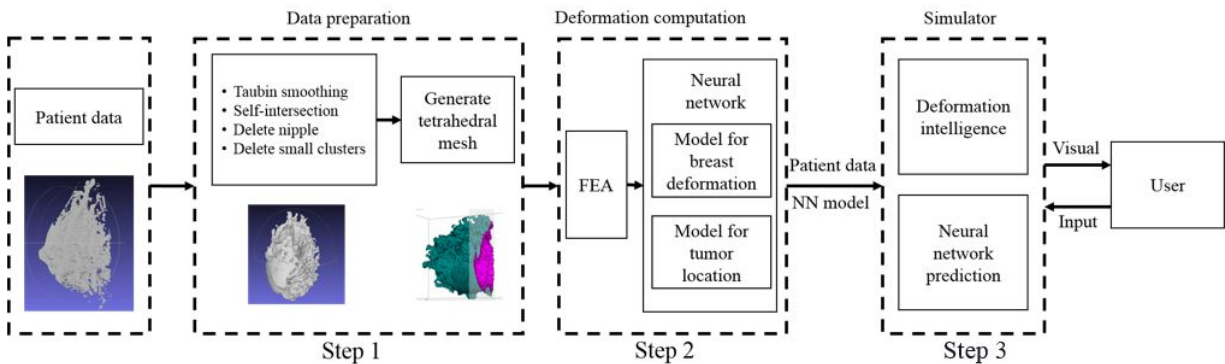 Data preparation
Deformation computation
Simulator
Patient data
• Taubin smoothing
• Self-intersection
• Delete nipple
• Delete small clusters
Generate
tetrahedral
mesh
FEA
Neural
network
Model for
breast
deformation
Model for
tumor
location
Patient data
NN model
Deformation
intelligence
Neural
network
prediction
Visual
Input
User
Step 1
Step 2
Step 3